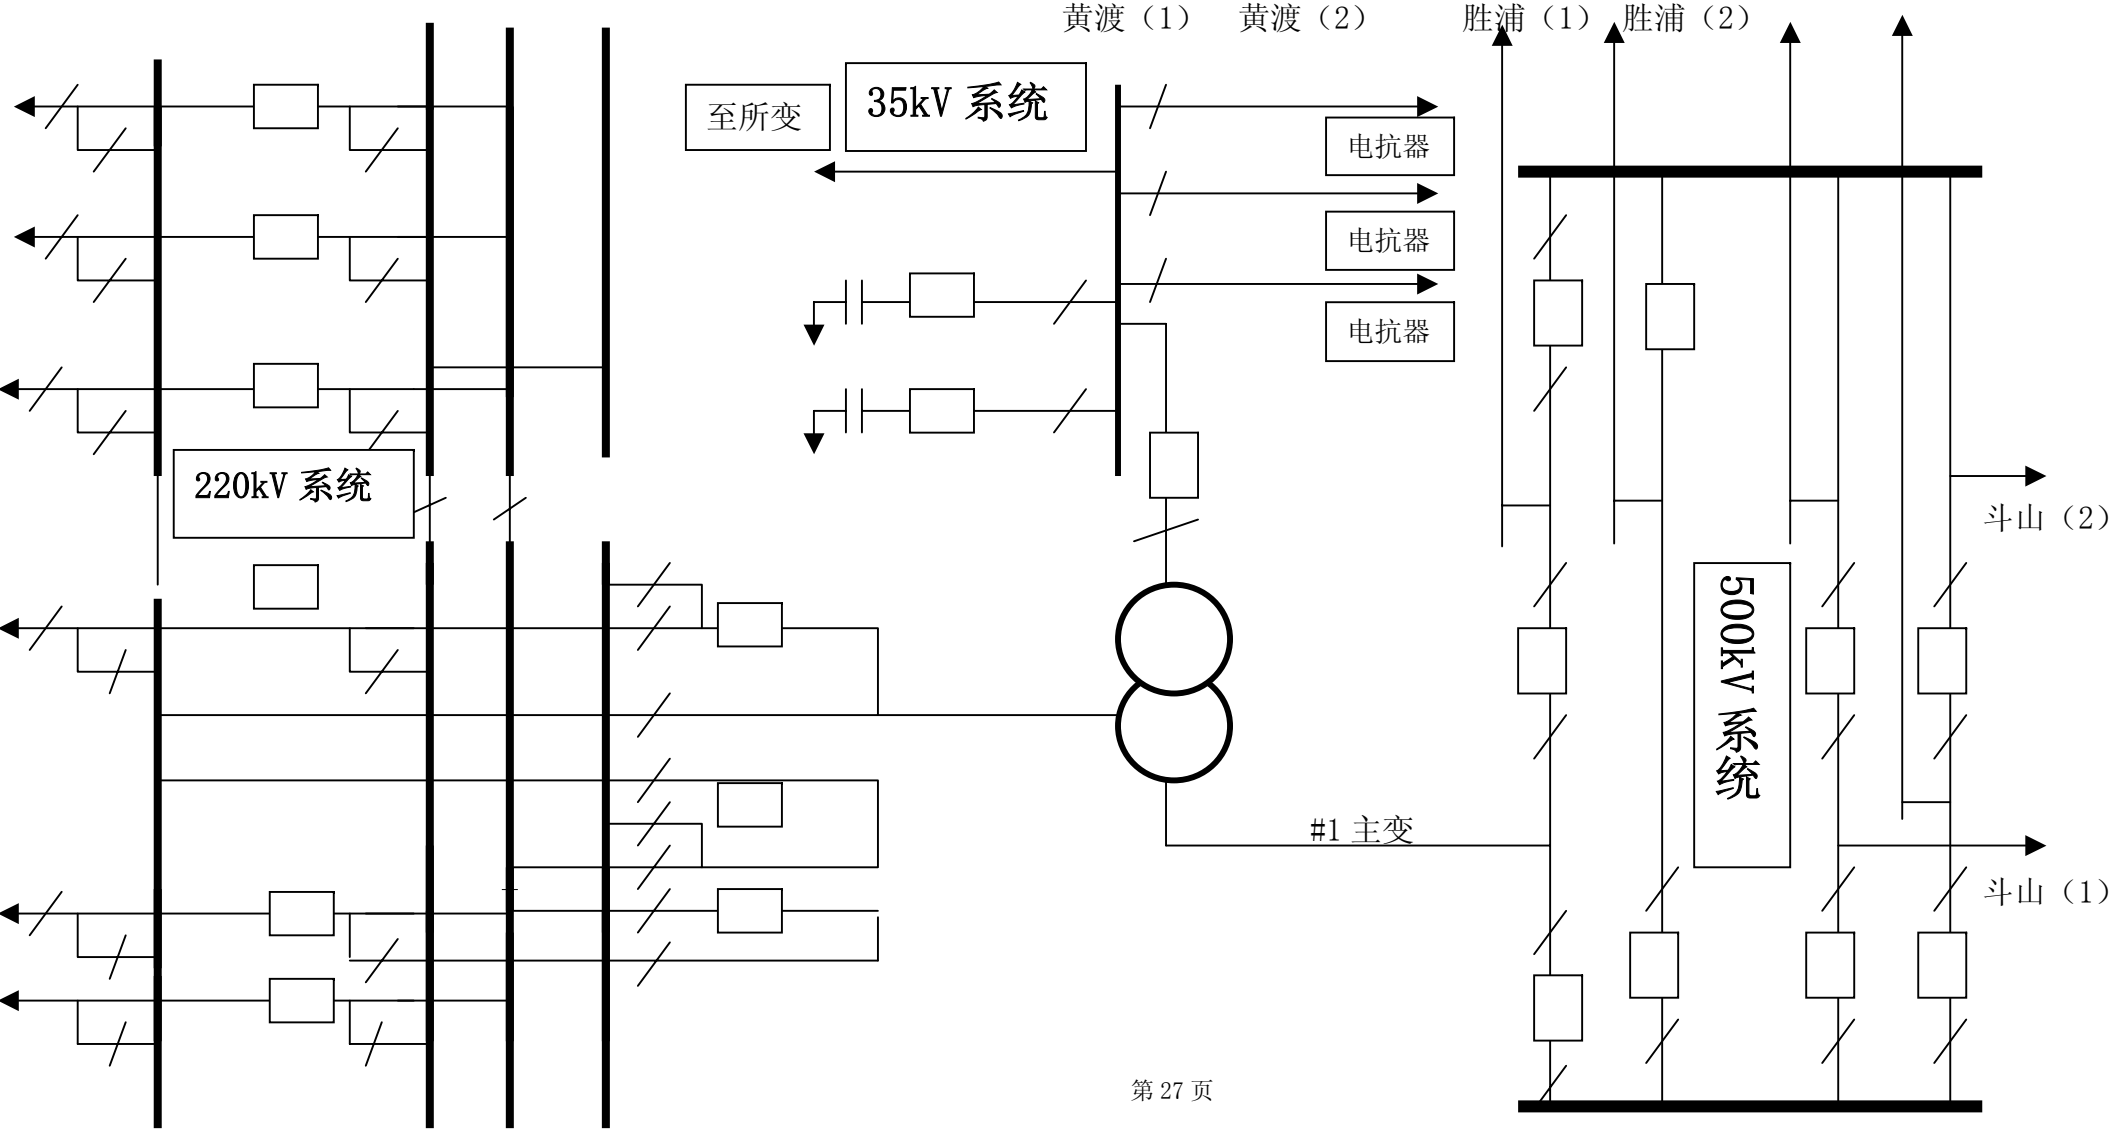 黄渡（1） 黄渡（2） 胜浦（1） 胜浦（2）
至所变
35kV 系统
电抗器
电抗器
电抗器
220kV 系统
斗山（2）
500kV 系统
#1 主变
斗山（1）
第 27 页